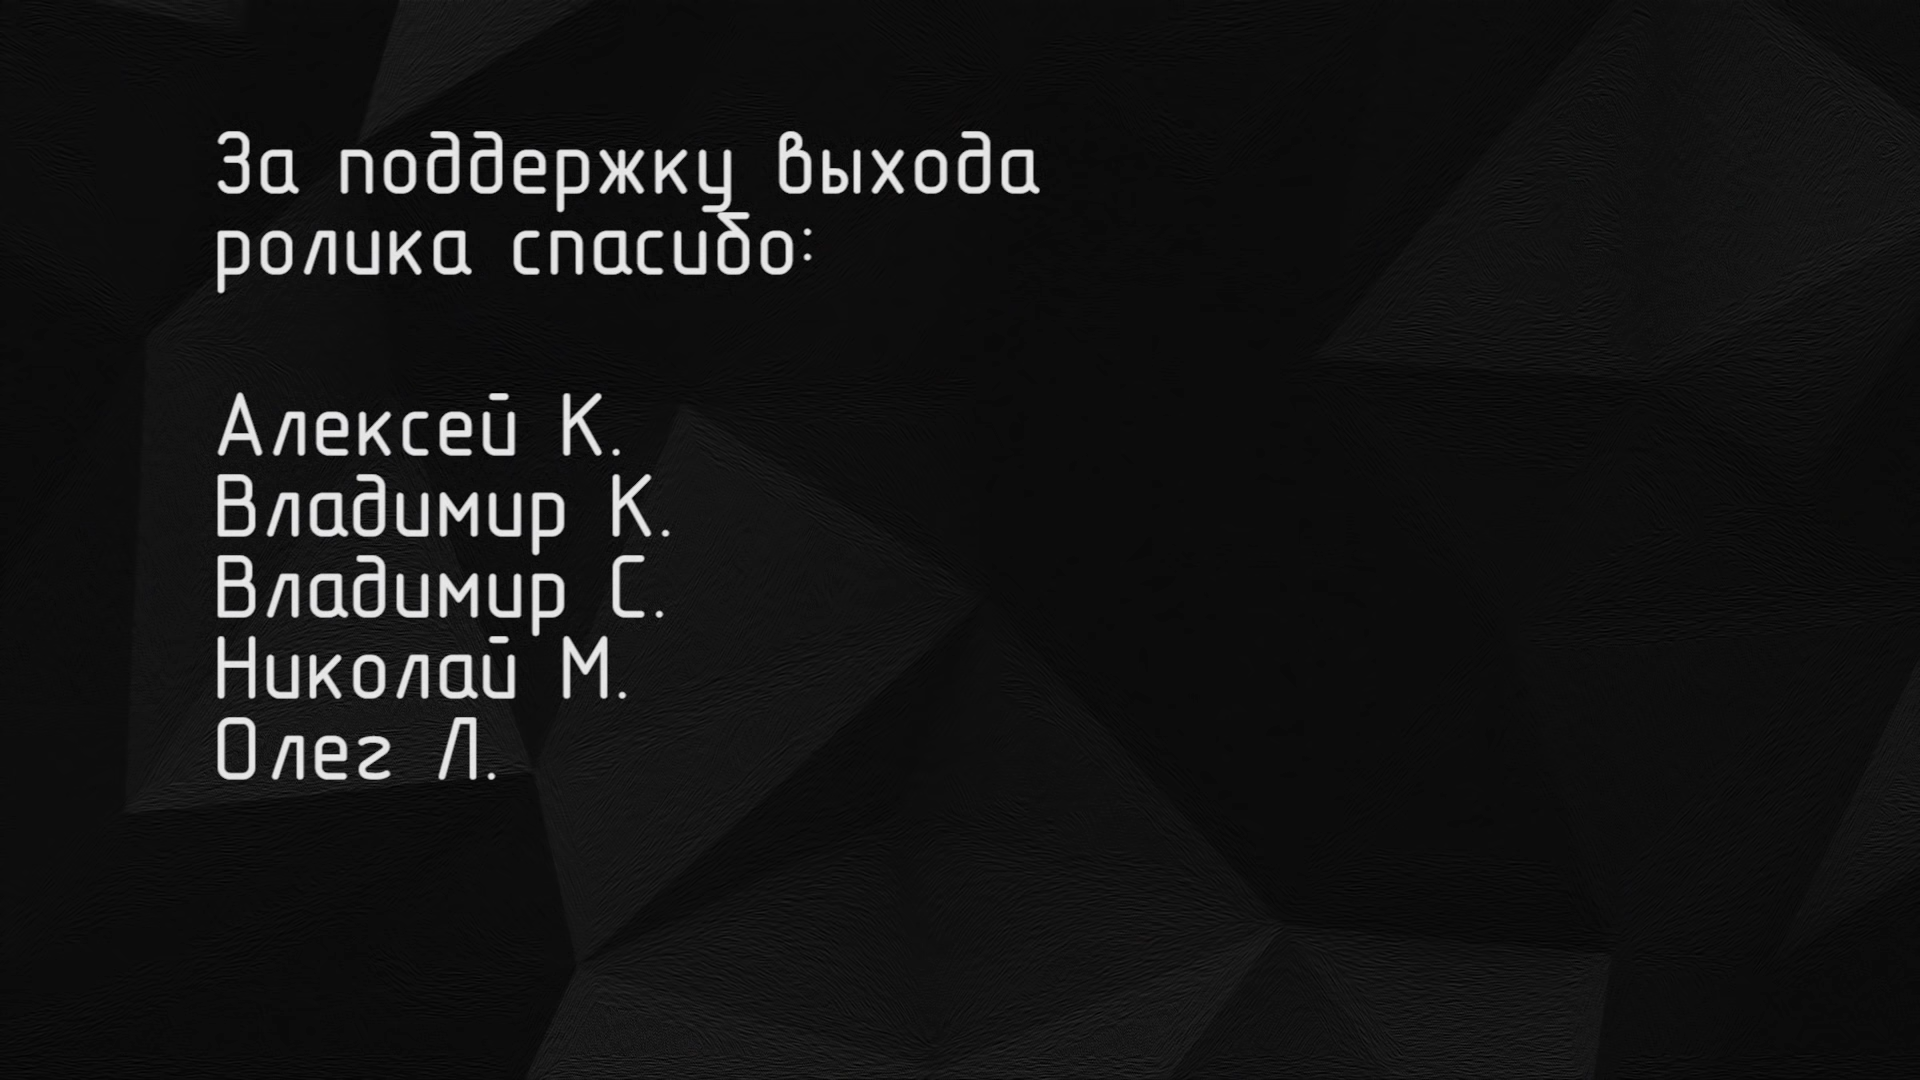 За поддержку выхода
ролика спасибо:
Алексей К.
Владимир К.
Владимир С.
Николай М.
Олег Л.